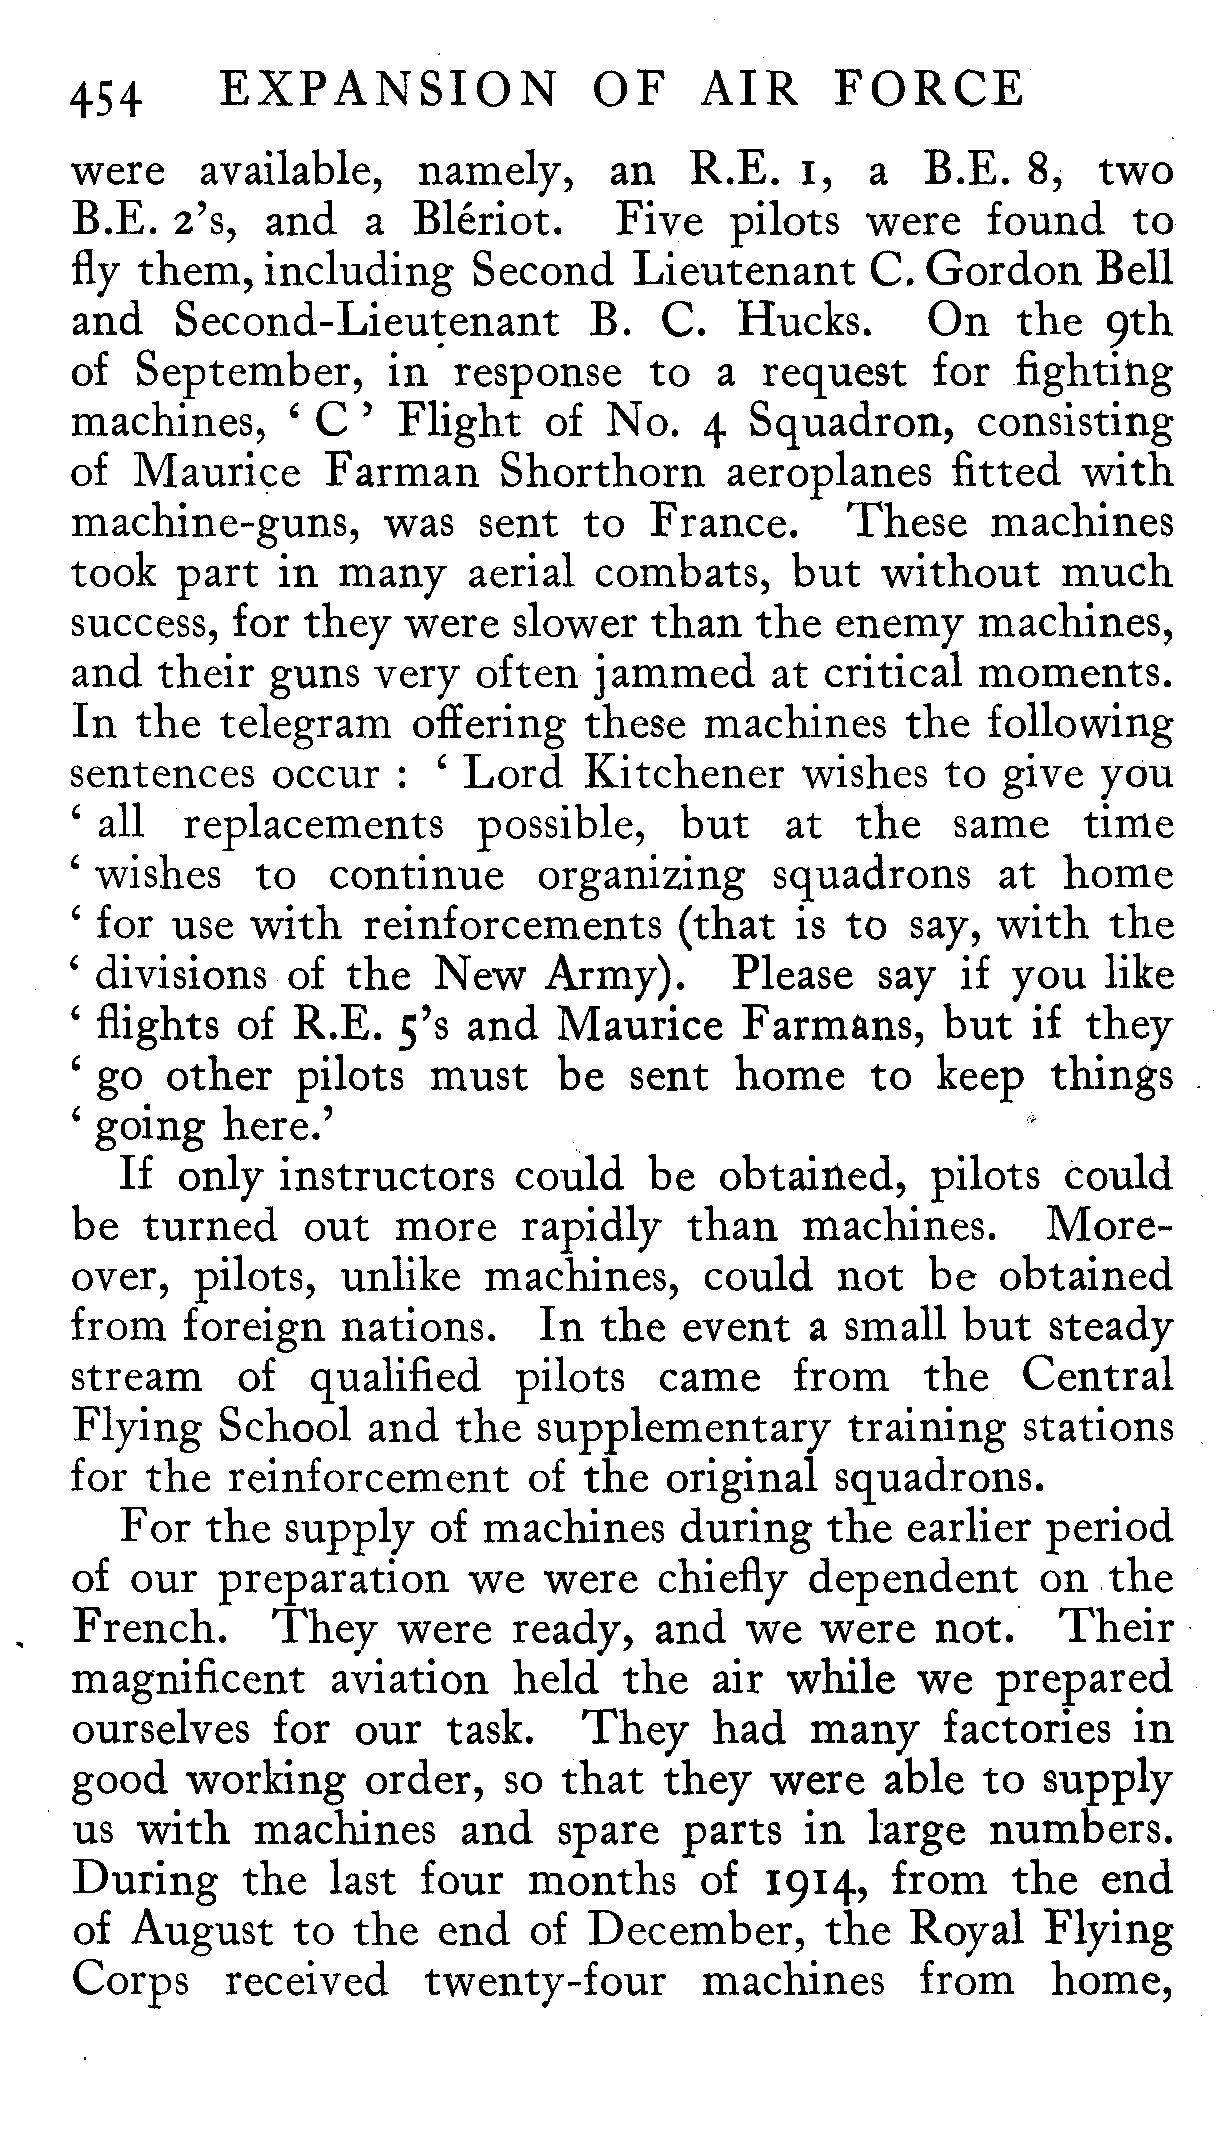 454 EXPANSION OF AIR FORCE
were available, namely, an R.E. 1, a B.E. 8, two
B.E. 2's, and a Blériot. Five pilots were found to
fly them, including Second Lieutenant C. Gordon Bell
and Second-Lieutenant B. C. Hucks. On the 9th
of September, in response to a request for fighting
machines, ‘ C ’ Flight of No. 4 Squadron, consisting
of Maurice Farman Shorthorn aeroplanes fitted with
machine-guns, was sent to France. These machines
took part in many aerial combats, but without much
success, for they were slower than the enemy machines,
and their guns very often jammed at critical moments.
In the telegram offering these machines the following
sentences occur : ‘ Lord Kitchener wishes to give you
‘ all replacements possible, but at the same time
‘ wishes to continue organizing squadrons at home
‘ for use with reinforcements (that is to say, with the
‘ divisions of the New Army). Please say if you like
‘ flights of R.E. 5's and Maurice Farmans, but if they
‘ go other pilots must be sent home to keep things
‘ going here.’
If only instructors could be obtained, pilots could
be turned out more rapidly than machines. More-
over, pilots, unlike machines, could not be obtained
from foreign nations. In the event a small but steady
stream of qualified pilots came from the Central
Flying School and the supplementary training stations
for the reinforcement of the original squadrons.
For the supply of machines during the earlier period
of our preparation we were chiefly dependent on the
French. They were ready, and we were not. Their
magnificent aviation held the air while we prepared
ourselves for our task. They had many factories in
good working order, so that they were able to supply
us with machines and spare parts in large numbers.
During the last four months of 1914, from the end
of August to the end of December, the Royal Flying
Corps received twenty-four machines from home,